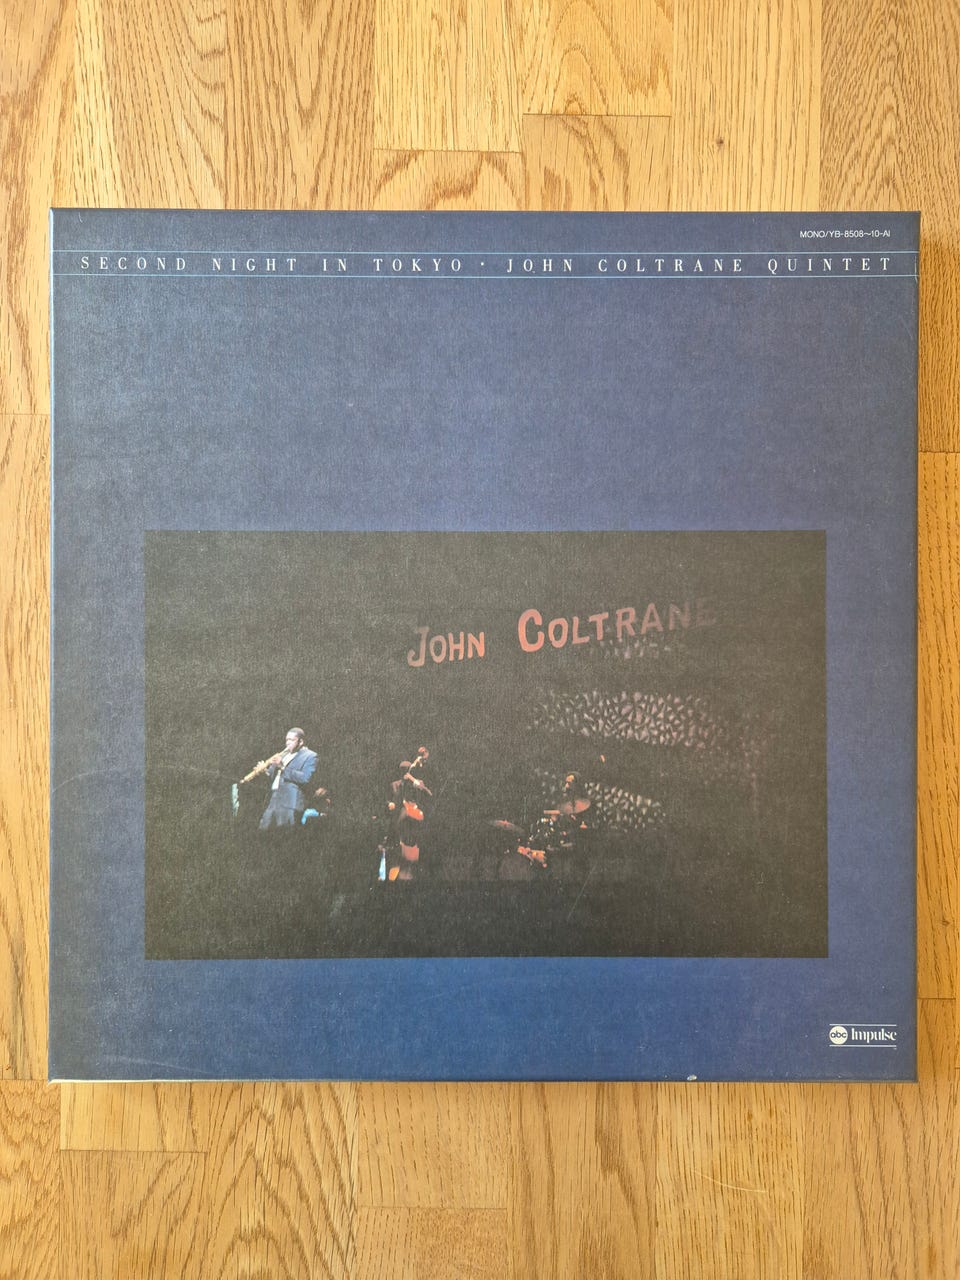 MONO/YB-8508~10-AI
SECOND NIGHT IN TOKYO · JOHN COLTRANE QUINTET
JOHN COLTRANE
abc Impulse